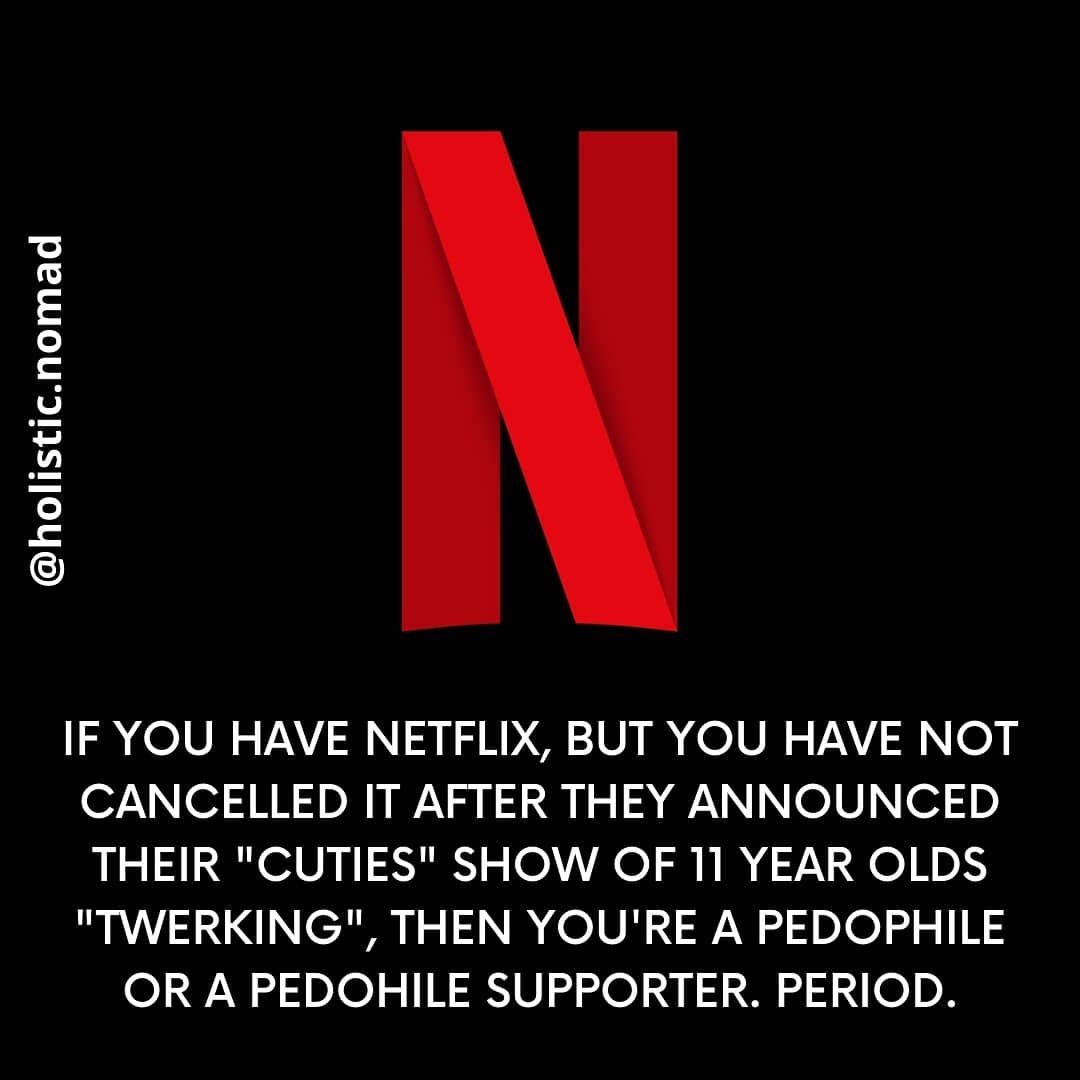 @holistic.nomad
IF YOU HAVE NETFLIX, BUT YOU HAVE NOT
CANCELLED IT AFTER THEY ANNOUNCED
THEIR "CUTIES" SHOW OF 11 YEAR OLDS
"TWERKING", THEN YOU'RE A PEDOPHILE
OR A PEDOHILE SUPPORTER. PERIOD.